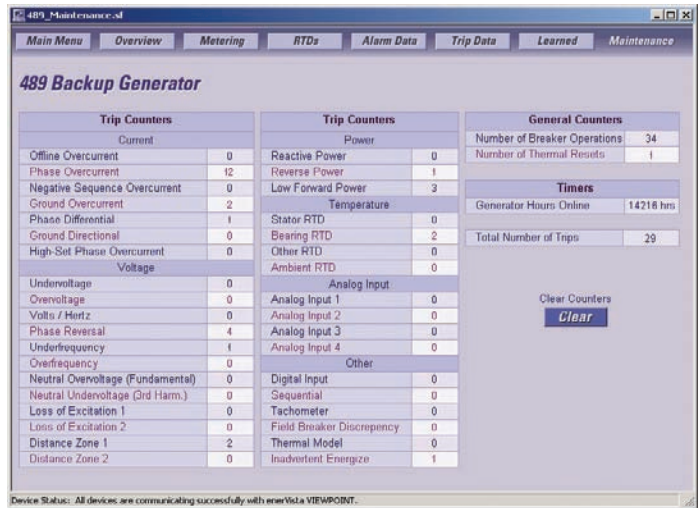 489_Maintenance.sl
Main Menu Overview Metering RTDs Alarm Data Trip Data Learned Maintenance
489 Backup Generator
Trip Counters
Current
Offline Overcurrent 0
Phase Overcurrent 12
Negative Sequence Overcurrent 0
Ground Overcurrent 2
Phase Differential 1
Ground Directional 0
High-Set Phase Overcurrent 0
Voltage
Undervoltage 0
Overvoltage 0
Volts / Hertz 0
Phase Reversal 4
Underfrequency 1
Overfrequency 0
Neutral Overvoltage (Fundamental) 0
Neutral Undervoltage (3rd Harm.) 0
Loss of Excitation 1 0
Loss of Excitation 2 0
Distance Zone 1 2
Distance Zone 2 0
Trip Counters
Power
Reactive Power 0
Reverse Power 1
Low Forward Power 3
Temperature
Stator RTD 0
Bearing RTD 2
Other RTD 0
Ambient RTD 0
Analog Input
Analog Input 1 0
Analog Input 2 0
Analog Input 3 0
Analog Input 4 0
Other
Digital Input 0
Sequential 0
Tachometer 0
Field Breaker Discrepency 0
Thermal Model 0
Inadvertent Energize 1
General Counters
Number of Breaker Operations 34
Number of Thermal Resets 1
Timers
Generator Hours Online 14216 hrs
Total Number of Trips 29
Clear Counters
Clear
Device Status: All devices are communicating successfully with enerVista VIEWPOINT.